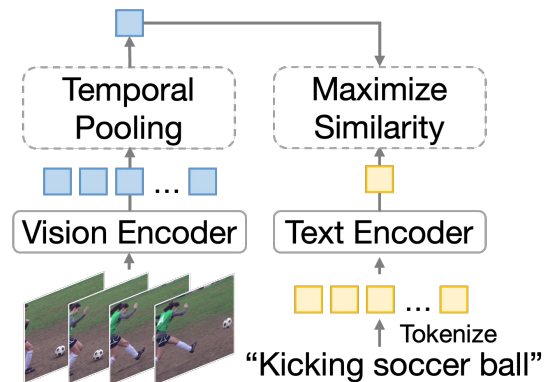 Temporal
Pooling
Maximize
Similarity
...
Vision Encoder
Text Encoder
...
Tokenize
“Kicking soccer ball”